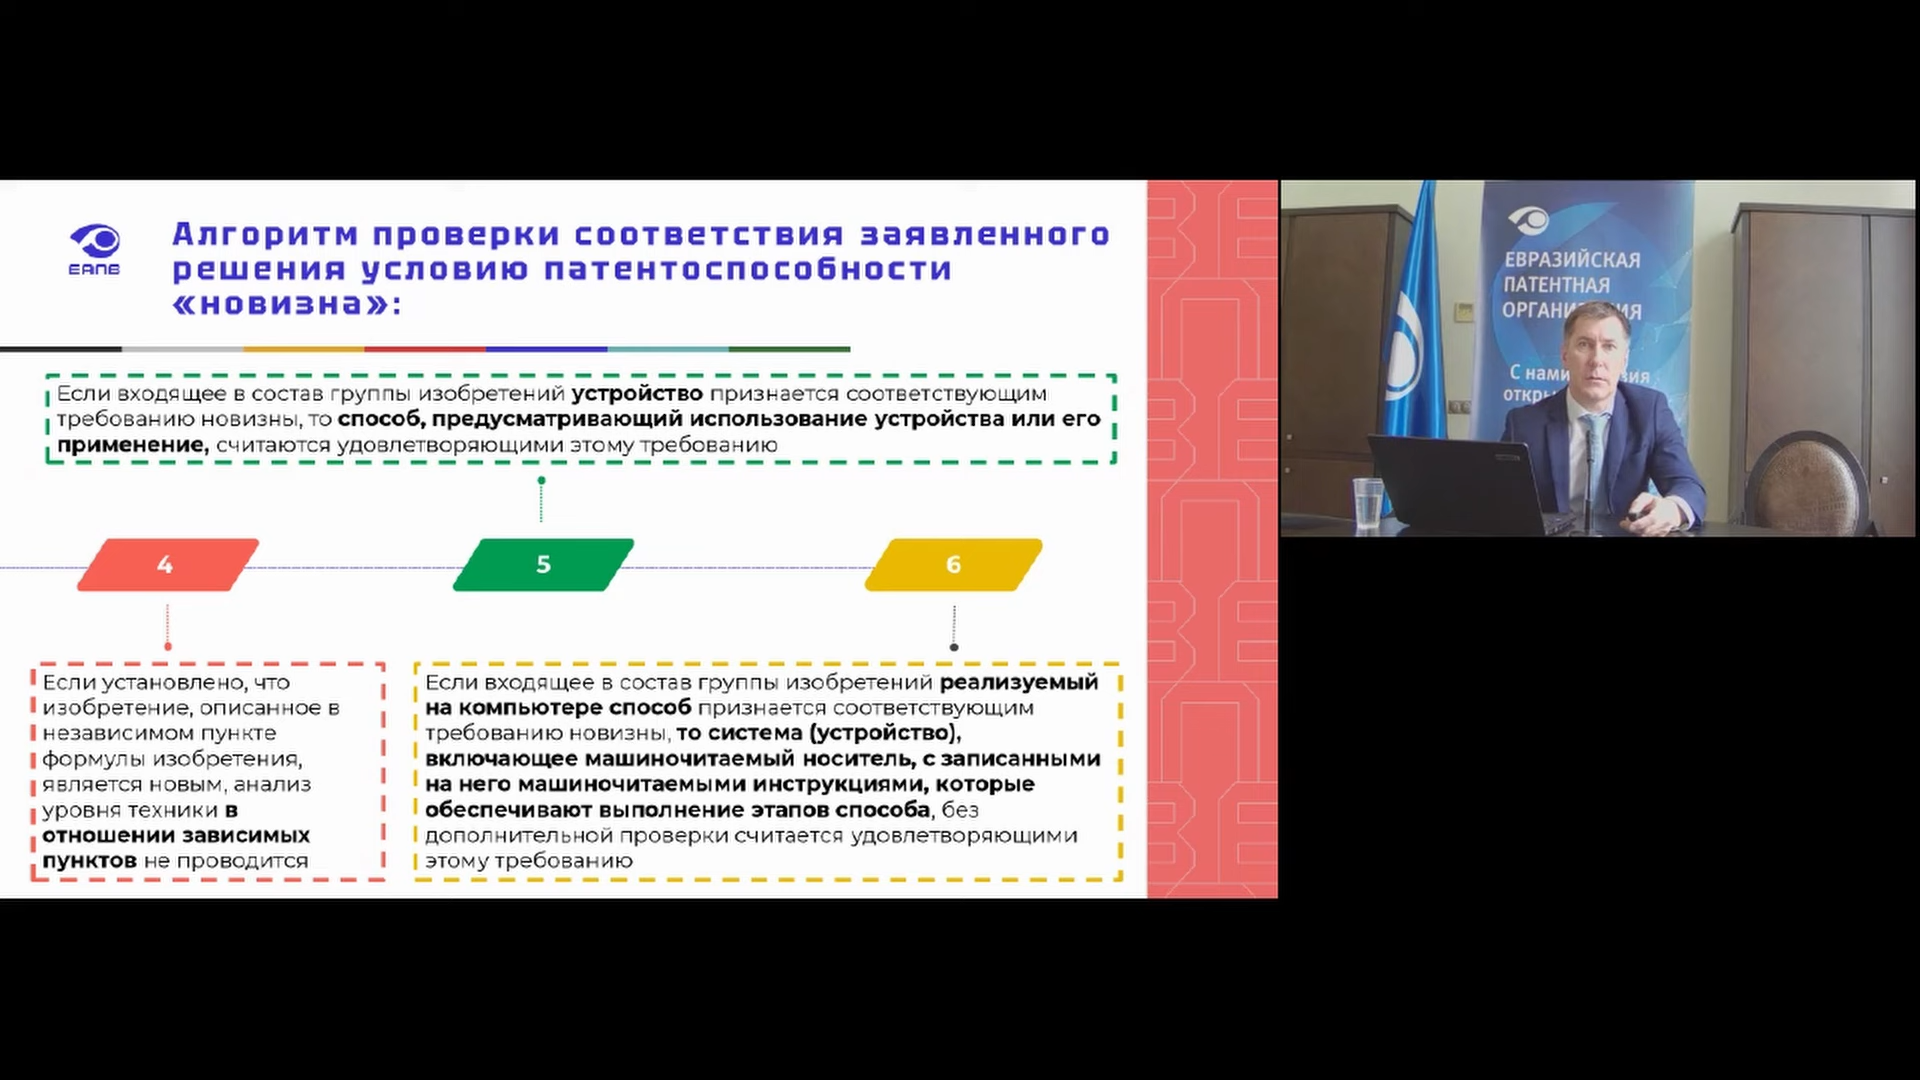 ЕАПВ
Алгоритм проверки соответствия заявленного
решения условию патентоспособности
«новизна»:
Если входящее в состав группы изобретений устройство признается соответствующим
требованию новизны, то способ, предусматривающий использование устройства или его
применение, считаются удовлетворяющими этому требованию
4
5
6
Если установлено, что
изобретение, описанное в
независимом пункте
формулы изобретения,
является новым, анализ
уровня техники в
отношении зависимых
пунктов не проводится
Если входящее в состав группы изобретений реализуемый
на компьютере способ признается соответствующим
требованию новизны, то система (устройство),
включающее машиночитаемый носитель, с записанными
на него машиночитаемыми инструкциями, которые
обеспечивают выполнение этапов способа, без
дополнительной проверки считается удовлетворяющими
этому требованию
ЕВРАЗИЙСКАЯ
ПАТЕНТНАЯ
С нами